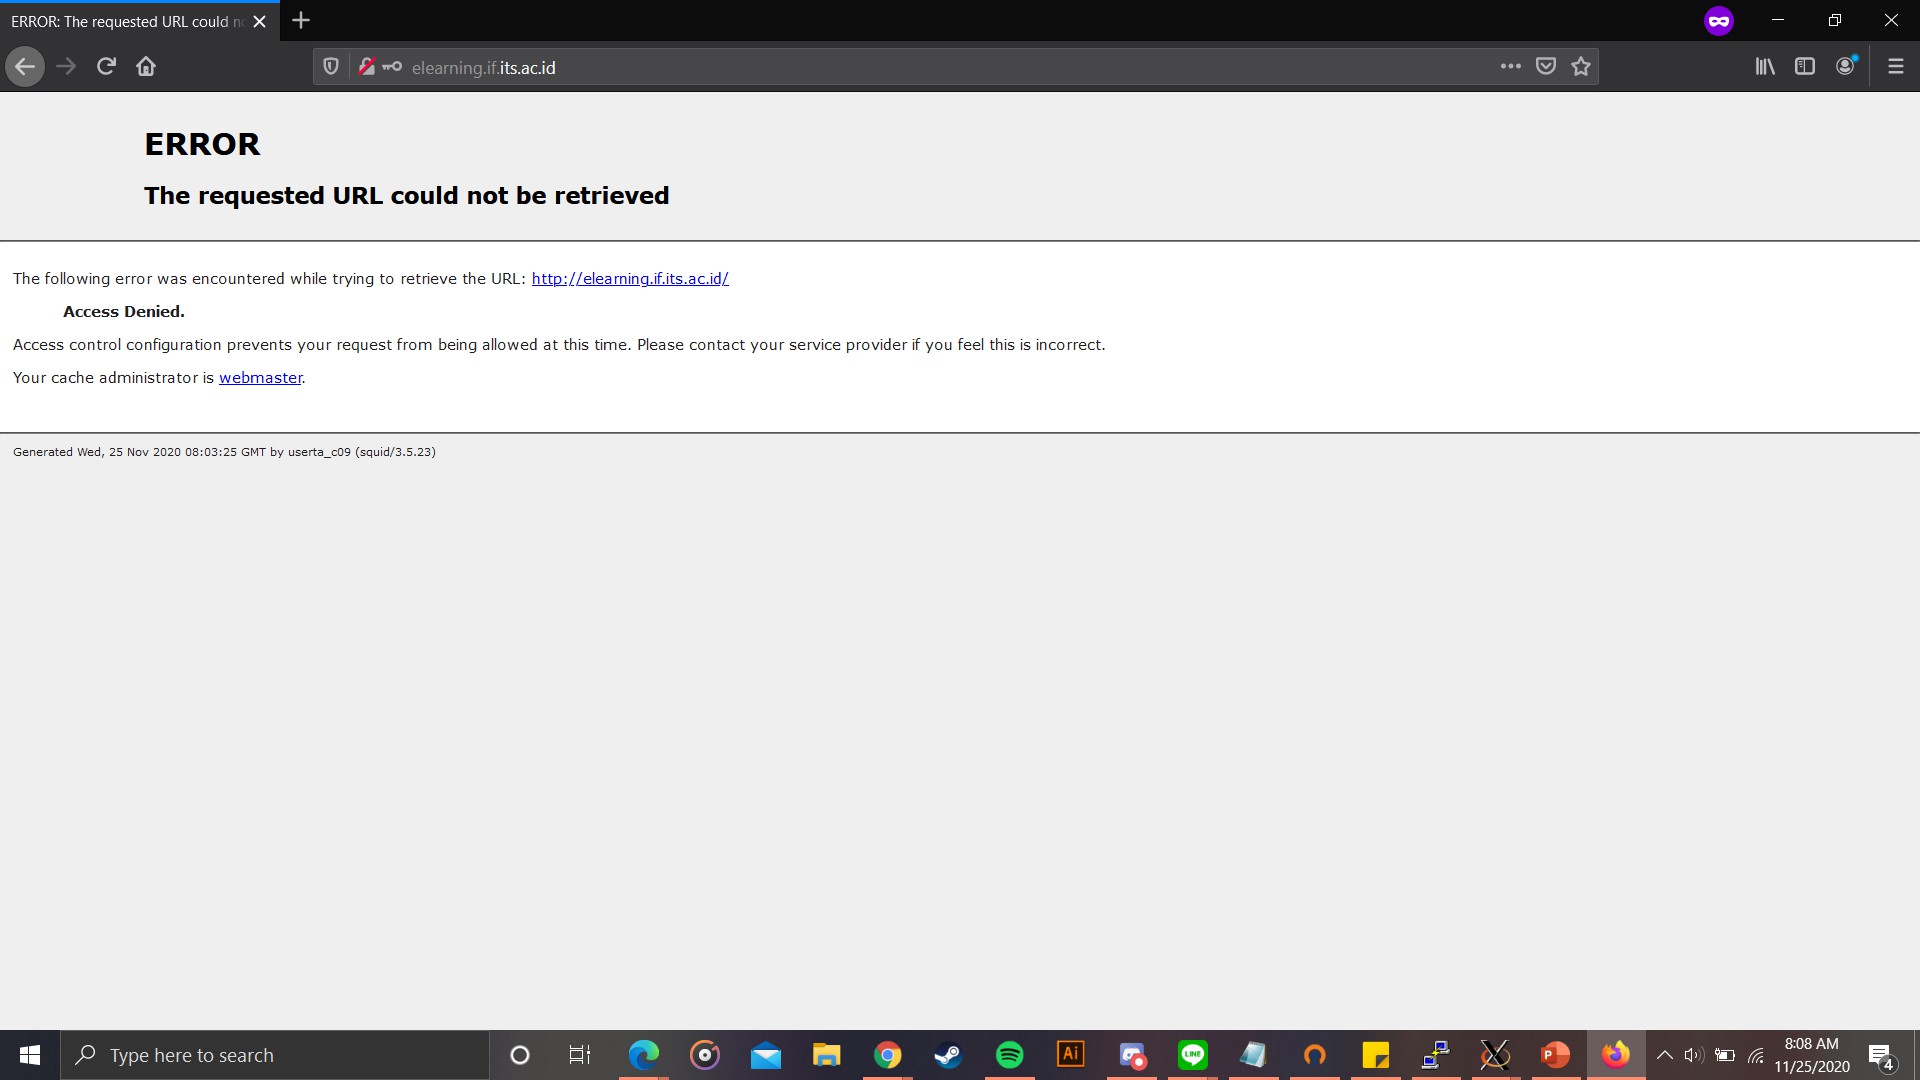 ERROR: The requested URL could no
elearning.if.its.ac.id
ERROR
The requested URL could not be retrieved
The following error was encountered while trying to retrieve the URL: http://elearning.if.its.ac.id/
Access Denied.
Access control configuration prevents your request from being allowed at this time. Please contact your service provider if you feel this is incorrect.
Your cache administrator is webmaster.
Generated Wed, 25 Nov 2020 08:03:25 GMT by userta_c09 (squid/3.5.23)
Type here to search
Ai
LINE
P
8:08 AM
11/25/2020
4